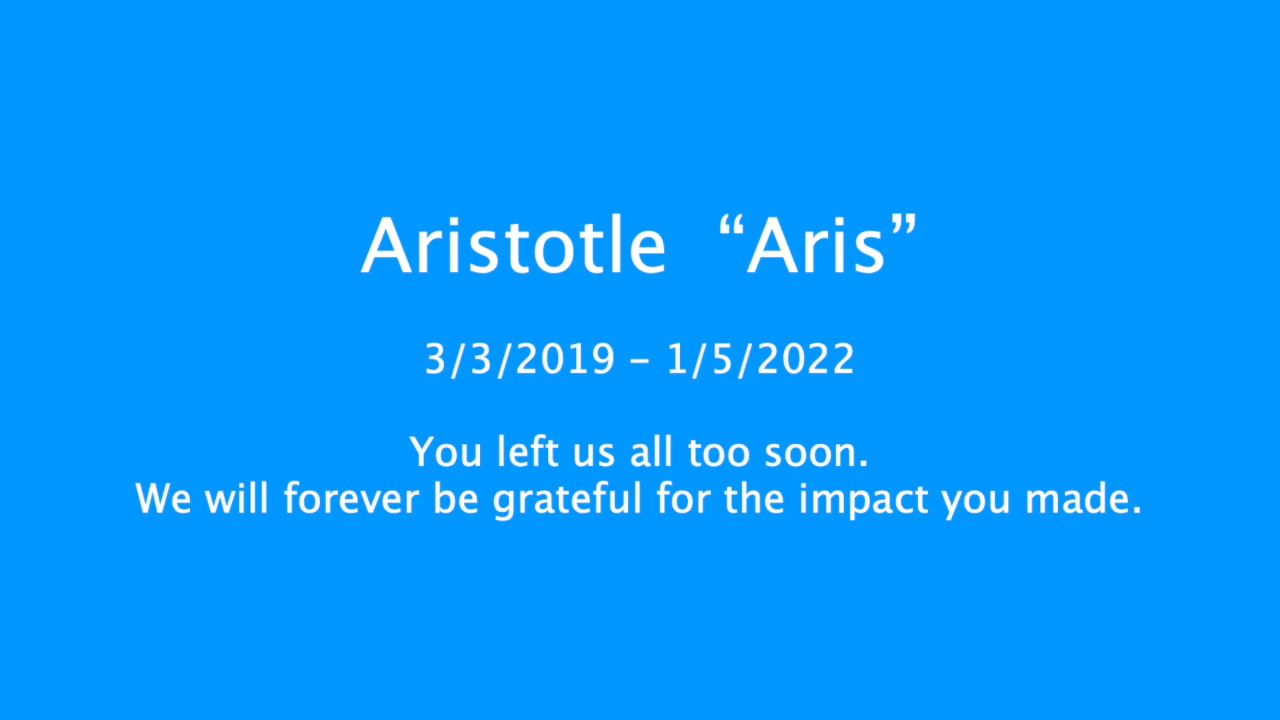 Aristotle “Aris”
3/3/2019 – 1/5/2022
You left us all too soon.
We will forever be grateful for the impact you made.